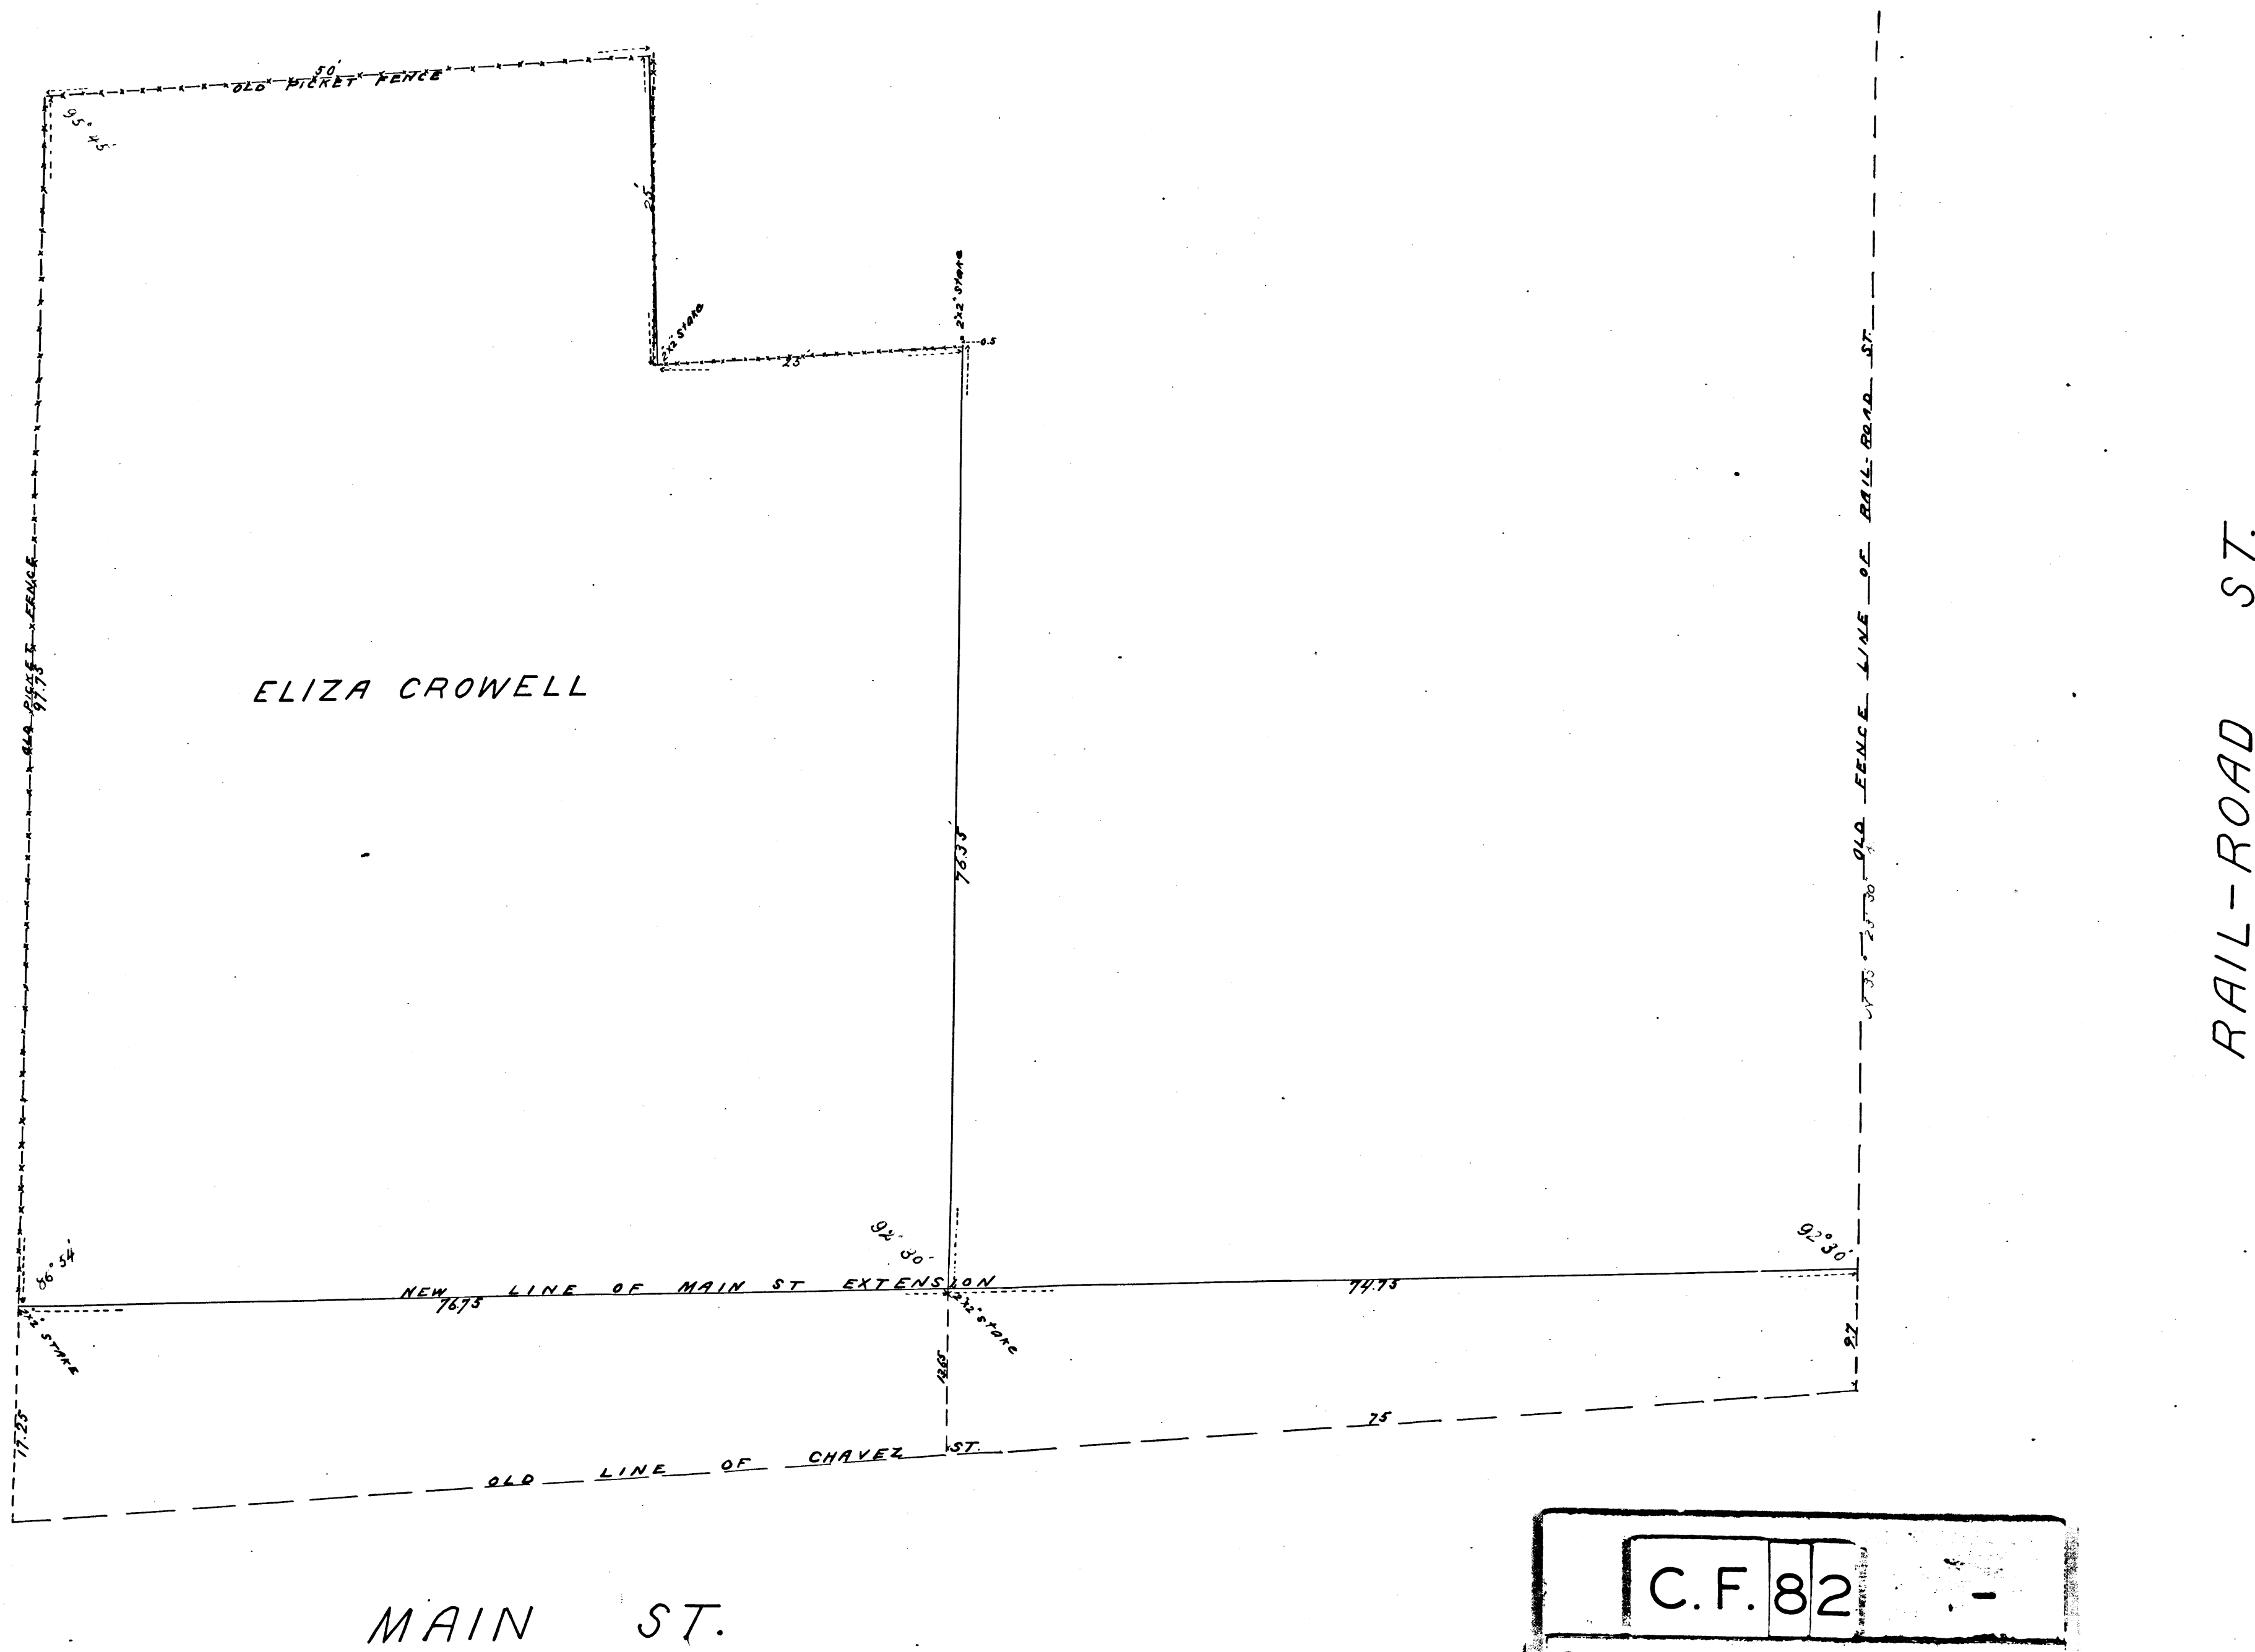 50'
OLD PICKET FENCE
95° 45'
25'
2"x2" Stake
2"x2" Stake
0.5
25'
OLD PICKET FENCE
97.75
ELIZA CROWELL
76.35'
OLD FENCE LINE OF RAIL-ROAD ST.
RAIL-ROAD ST.
86° 54'
92° 30'
92° 30'
NEW LINE OF MAIN ST EXTENSION
76.75
74.75
2"x2" STAKE
2"x2" Stake
17.25
13.65
9.7
75
OLD LINE OF CHAVEZ ST.
MAIN ST.
C.F. 82 -